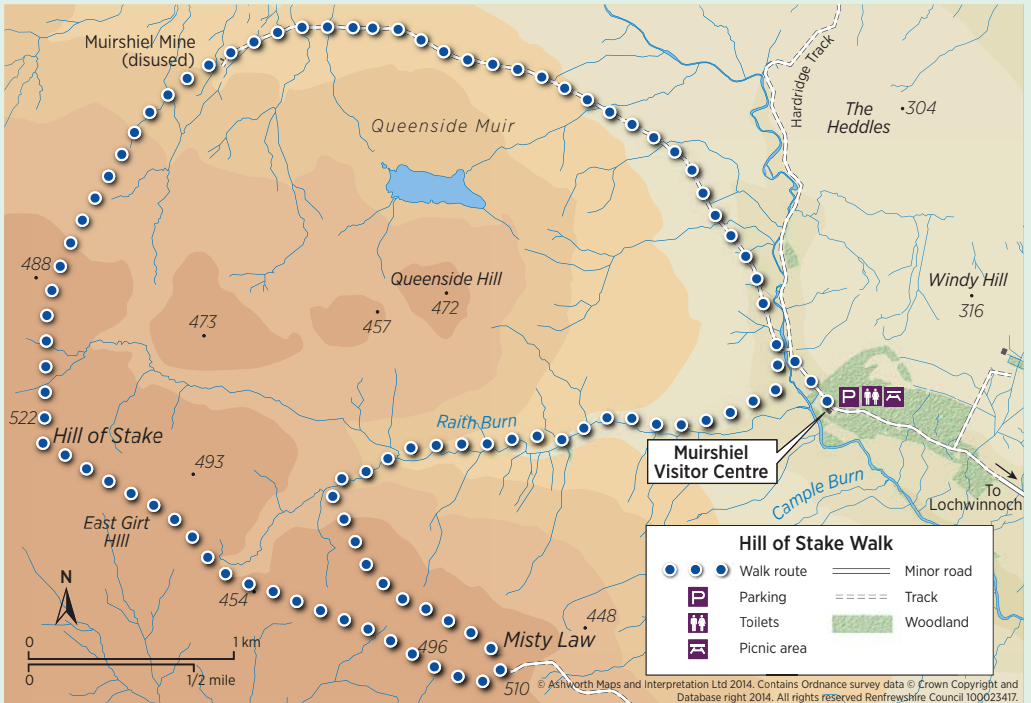 Muirshiel Mine
(disused)
Hardridge Track
The
Heddles
304
Queenside Muir
488
Queenside Hill
472
473
457
Windy Hill
316
522
Hill of Stake
Raith Burn
P
493
Muirshiel
Visitor Centre
Cample Burn
To
Lochwinnoch
East Girt
Hill
454
448
Misty Law
496
510
N
0
1 km
0
1/2 mile
Hill of Stake Walk
Walk route
Minor road
P
Parking
Track
Toilets
Woodland
Picnic area
© Ashworth Maps and Interpretation Ltd 2014. Contains Ordnance survey data © Crown Copyright and
Database right 2014. All rights reserved Renfrewshire Council 100023417.